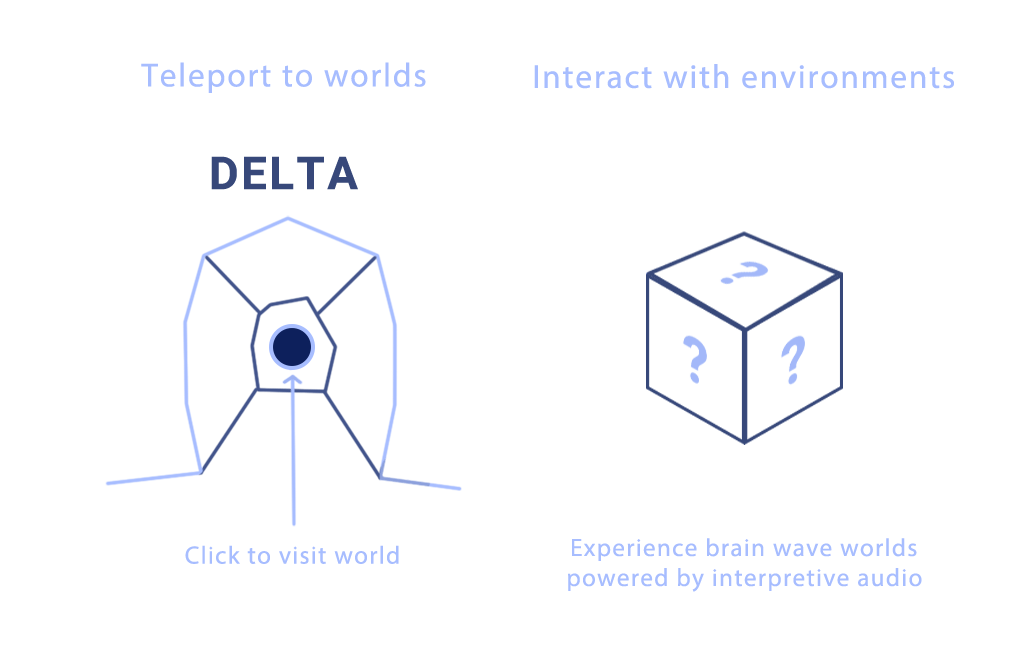 Teleport to worlds
DELTA
Click to visit world
Interact with environments
?
?
?
Experience brain wave worlds
powered by interpretive audio